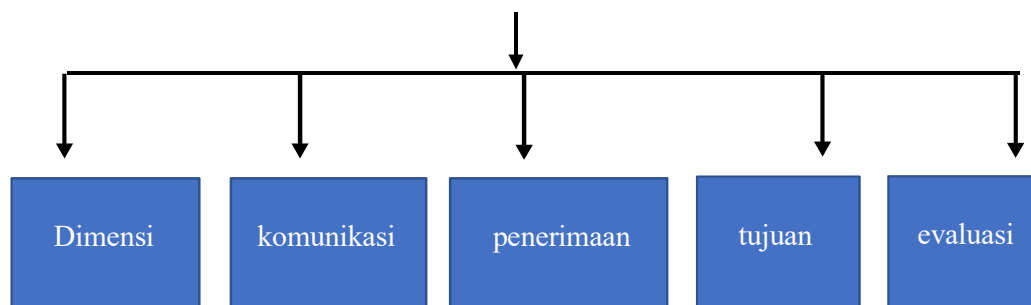 Dimensi
komunikasi
penerimaan
tujuan
evaluasi